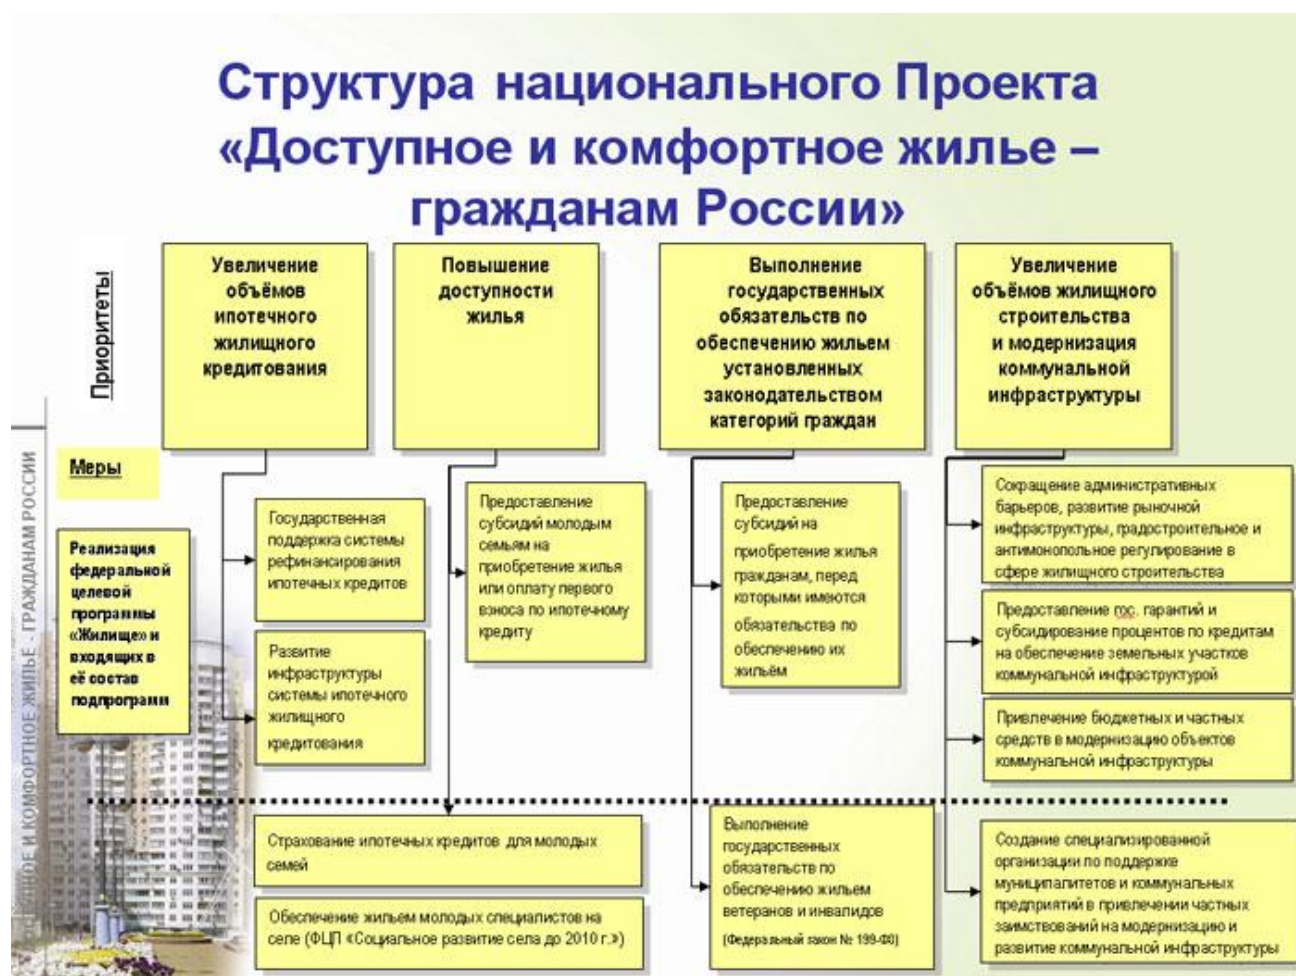 Структура национального Проекта
«Доступное и комфортное жилье –
гражданам России»
Приоритеты
Увеличение
объёмов
ипотечного
жилищного
кредитования
Повышение
доступности
жилья
Выполнение
государственных
обязательств по
обеспечению жильем
установленных
законодательством
категорий граждан
Увеличение
объёмов жилищного
строительства
и модернизация
коммунальной
инфраструктуры
Меры
Реализация
федеральной
целевой
программы
«Жилище» и
входящих в
её состав
подпрограмм
Государственная
поддержка системы
рефинансирования
ипотечных кредитов
Развитие
инфраструктуры
системы ипотечного
жилищного
кредитования
Предоставление
субсидий молодым
семьям на
приобретение жилья
или оплату первого
взноса по ипотечному
кредиту
Предоставление
субсидий на
приобретение жилья
гражданам, перед
которыми имеются
обязательства по
обеспечению их
жильём
Сокращение административных
барьеров, развитие рыночной
инфраструктуры, градостроительное и
антимонопольное регулирование в
сфере жилищного строительства
Предоставление гос. гарантий и
субсидирование процентов по кредитам
на обеспечение земельных участков
коммунальной инфраструктурой
Привлечение бюджетных и частных
средств в модернизацию объектов
коммунальной инфраструктуры
Страхование ипотечных кредитов для молодых
семей
Обеспечение жильем молодых специалистов на
селе (ФЦП «Социальное развитие села до 2010 г.»)
Выполнение
государственных
обязательств по
обеспечению жильем
ветеранов и инвалидов
(Федеральный закон № 199-ФЗ)
Создание специализированной
организации по поддержке
муниципалитетов и коммунальных
предприятий в привлечении частных
заимствований на модернизацию и
развитие коммунальной инфраструктуры
И КОМФОРТНОЕ ЖИЛЬЕ - ГРАЖДАНАМ РОССИИ